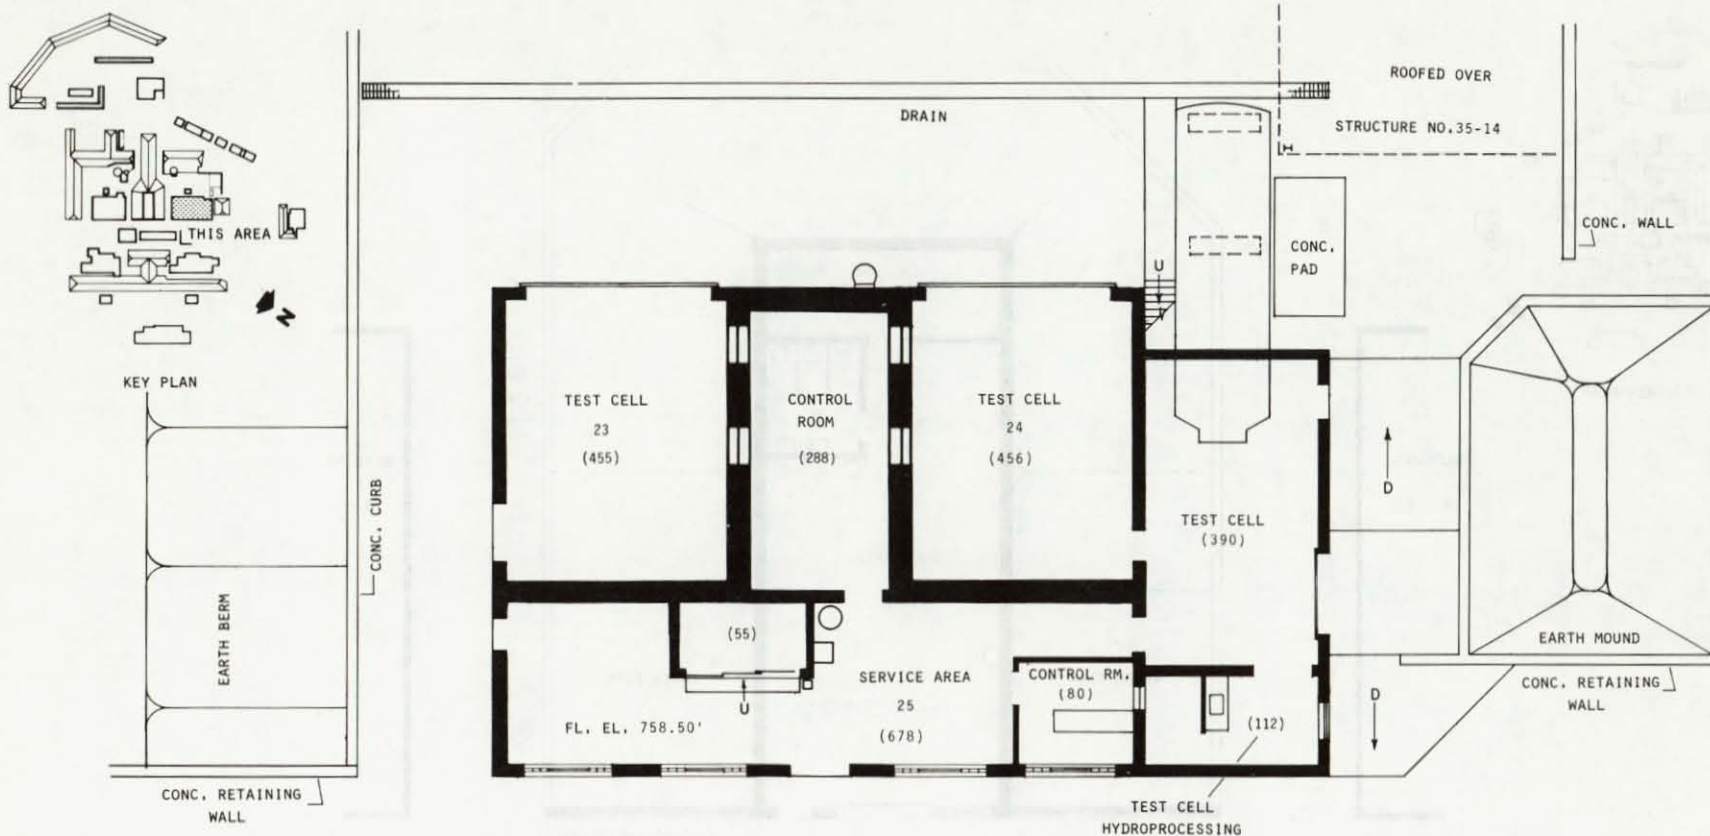 ROOFED OVER
STRUCTURE NO.35-14
DRAIN
THIS AREA
N
KEY PLAN
CONC. WALL
CONC.
PAD
U
TEST CELL
23
(455)
CONTROL
ROOM
(288)
TEST CELL
24
(456)
TEST CELL
(390)
D
CONC. CURB
EARTH BERM
(55)
U
SERVICE AREA
25
(678)
FL. EL. 758.50'
CONTROL RM.
(80)
(112)
D
EARTH MOUND
CONC. RETAINING
WALL
CONC. RETAINING
WALL
TEST CELL
HYDROPROCESSING